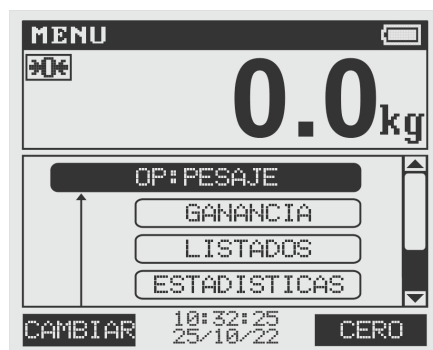 MENU
0.0kg
OP:PESAJE
GANANCIA
LISTADOS
ESTADISTICAS
CAMBIAR
10:32:25
25/10/22
CERO